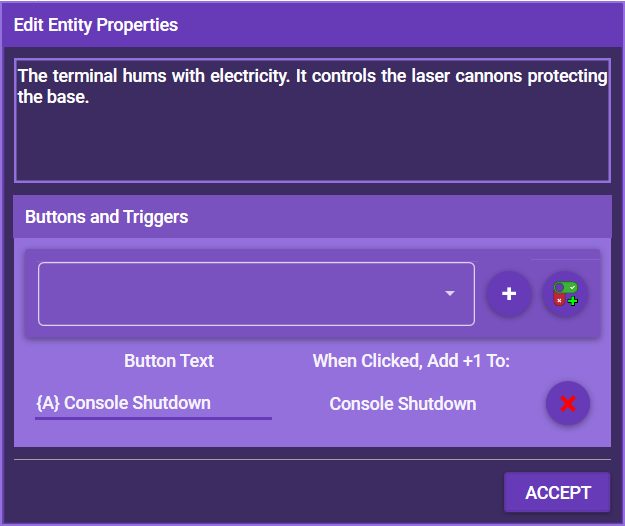 Edit Entity Properties
The terminal hums with electricity. It controls the laser cannons protecting
the base.
Buttons and Triggers
Button Text When Clicked, Add +1 To:
{A} Console Shutdown Console Shutdown
ACCEPT